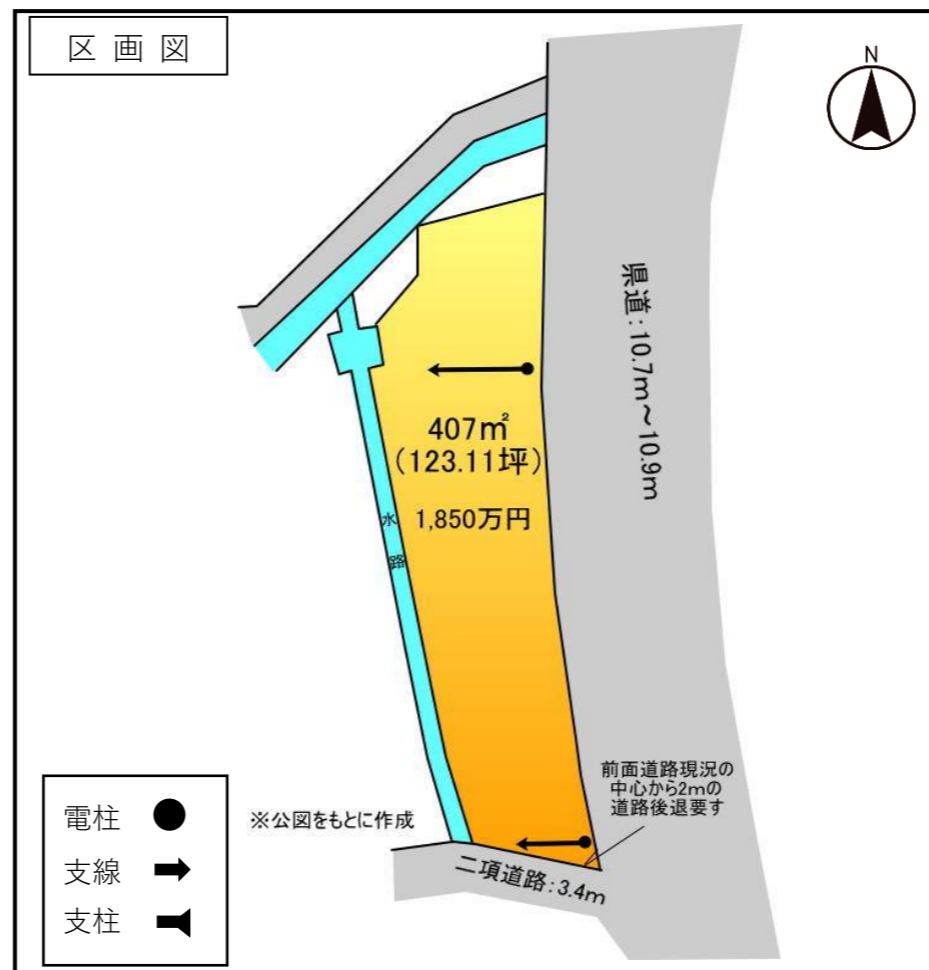 区画図
N
県道:10.7m~10.9m
407㎡
(123.11坪)
1,850万円
水路
前面道路現況の
中心から2mの
道路後退要す
※公図をもとに作成
二項道路:3.4m
電柱
支線
支柱